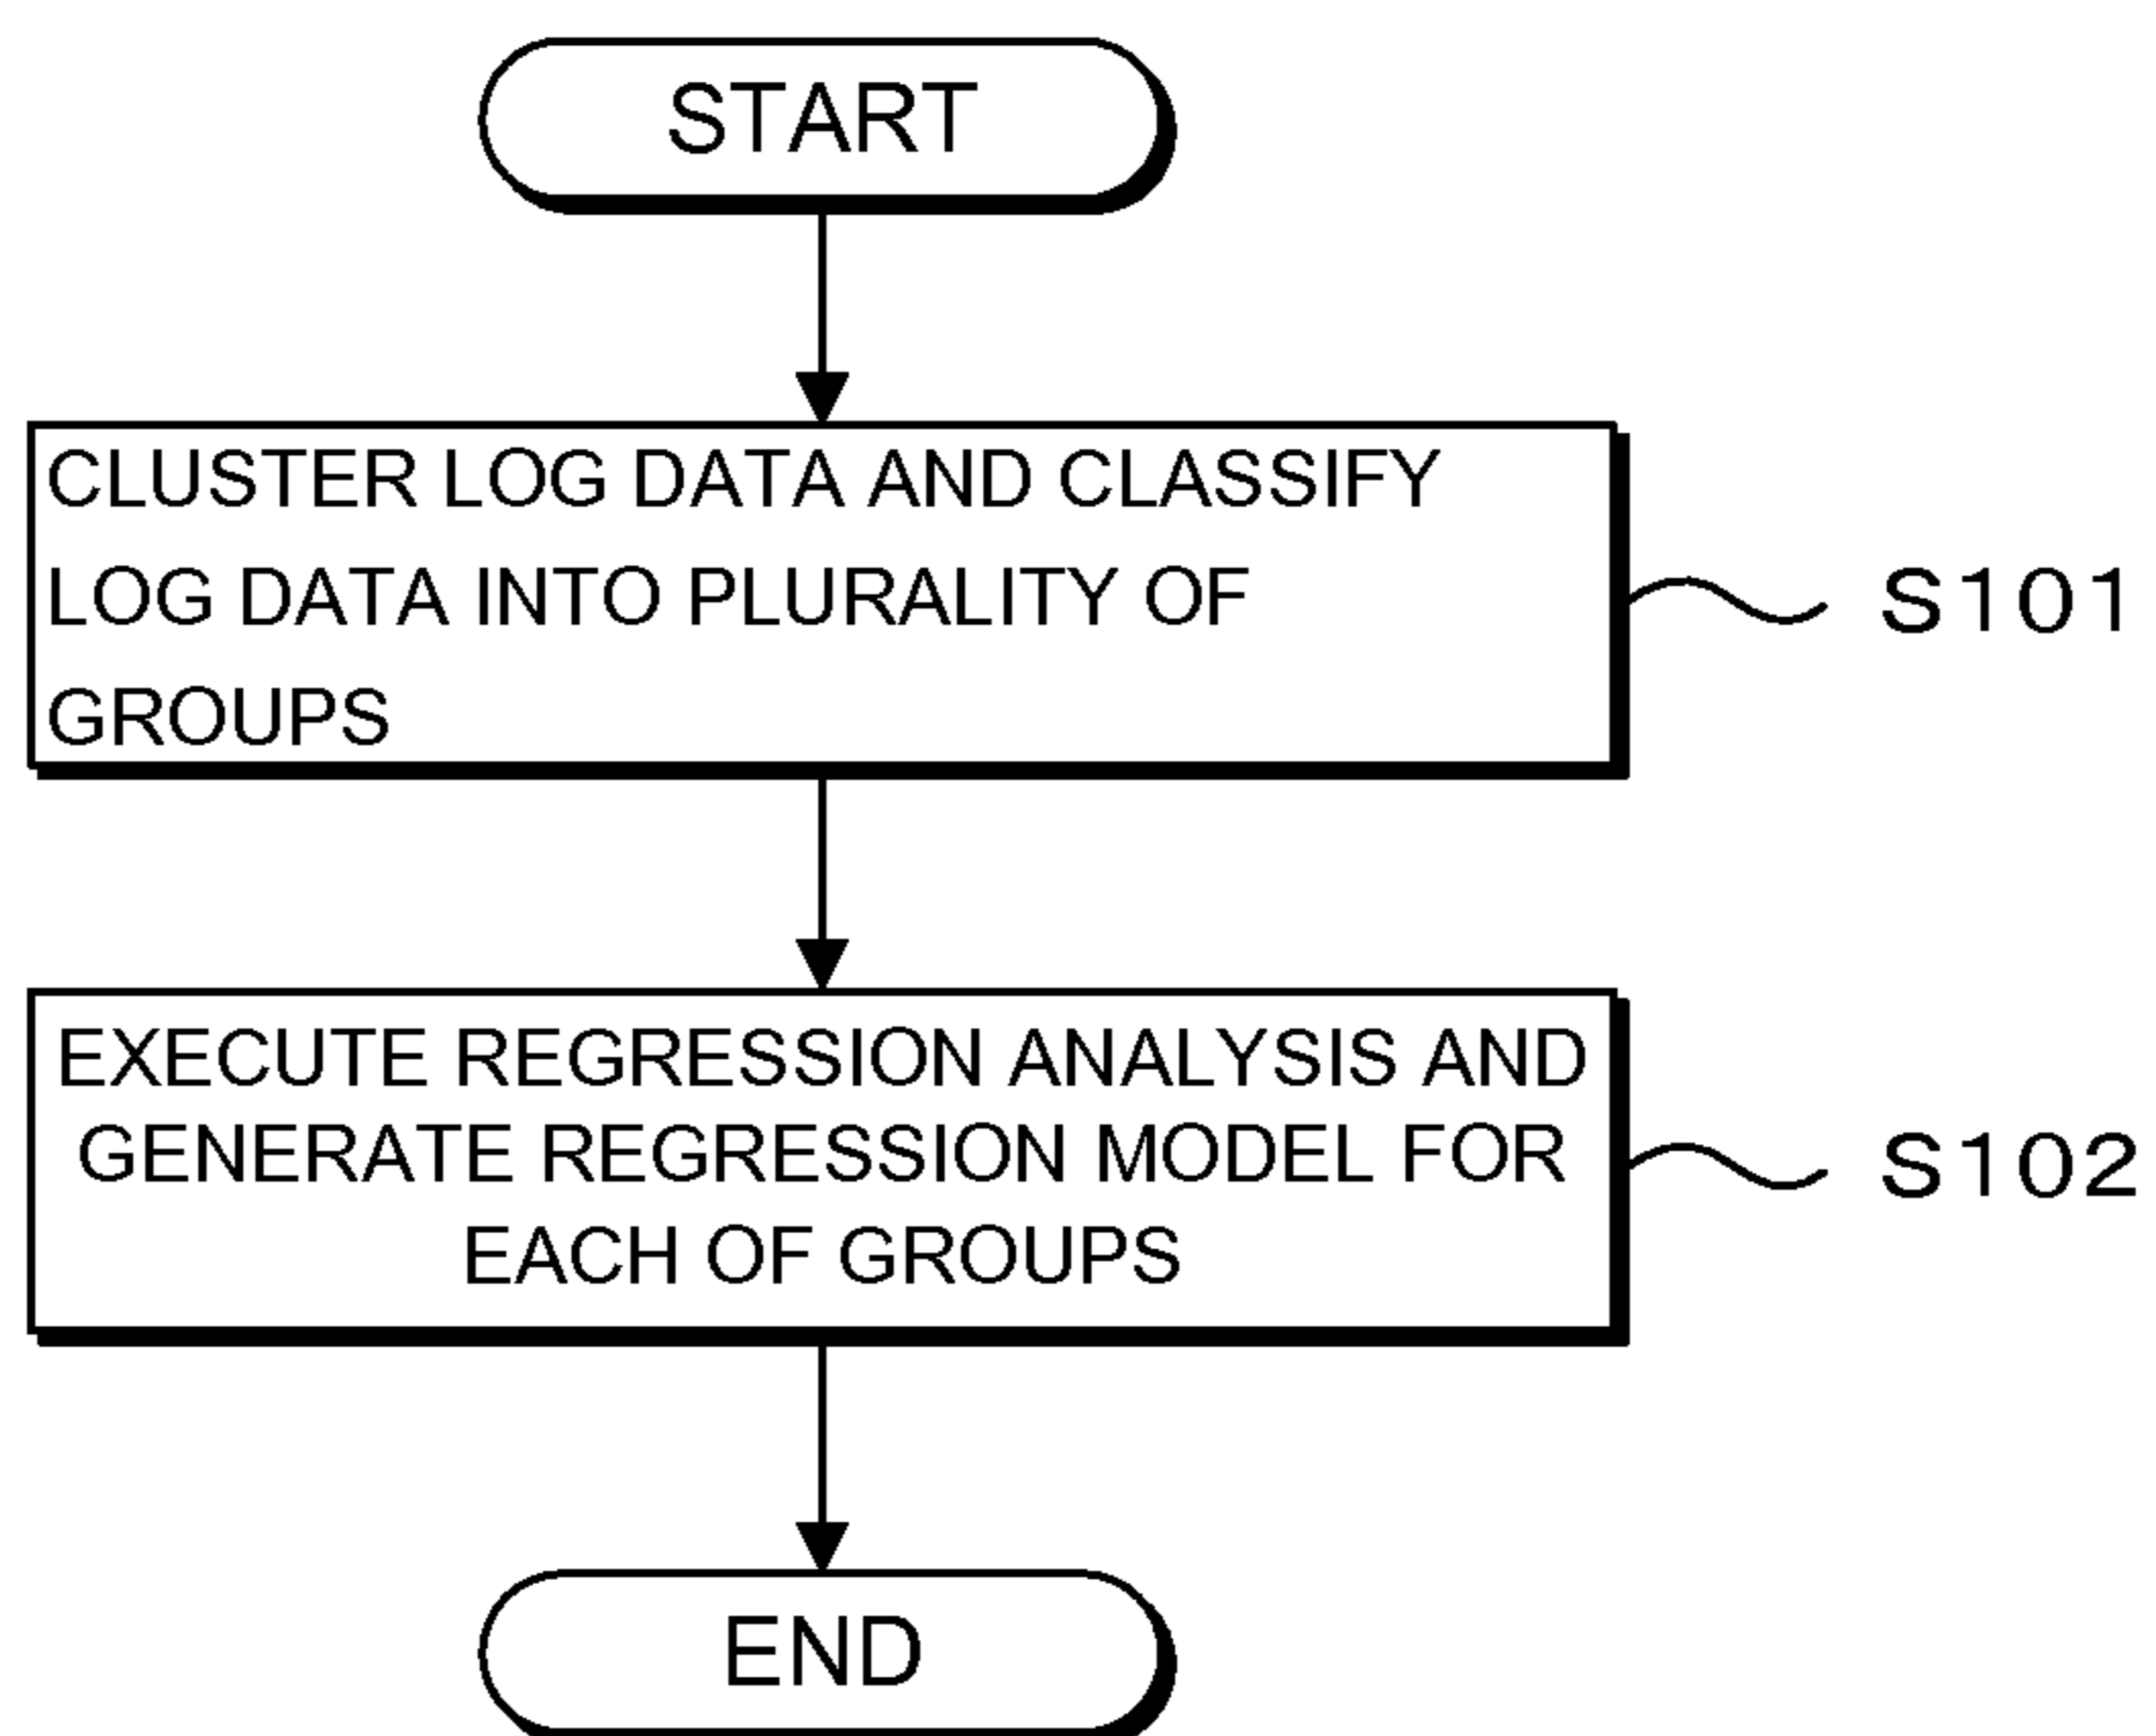 START
CLUSTER LOG DATA AND CLASSIFY
LOG DATA INTO PLURALITY OF
GROUPS
S101
EXECUTE REGRESSION ANALYSIS AND
GENERATE REGRESSION MODEL FOR
EACH OF GROUPS
S102
END